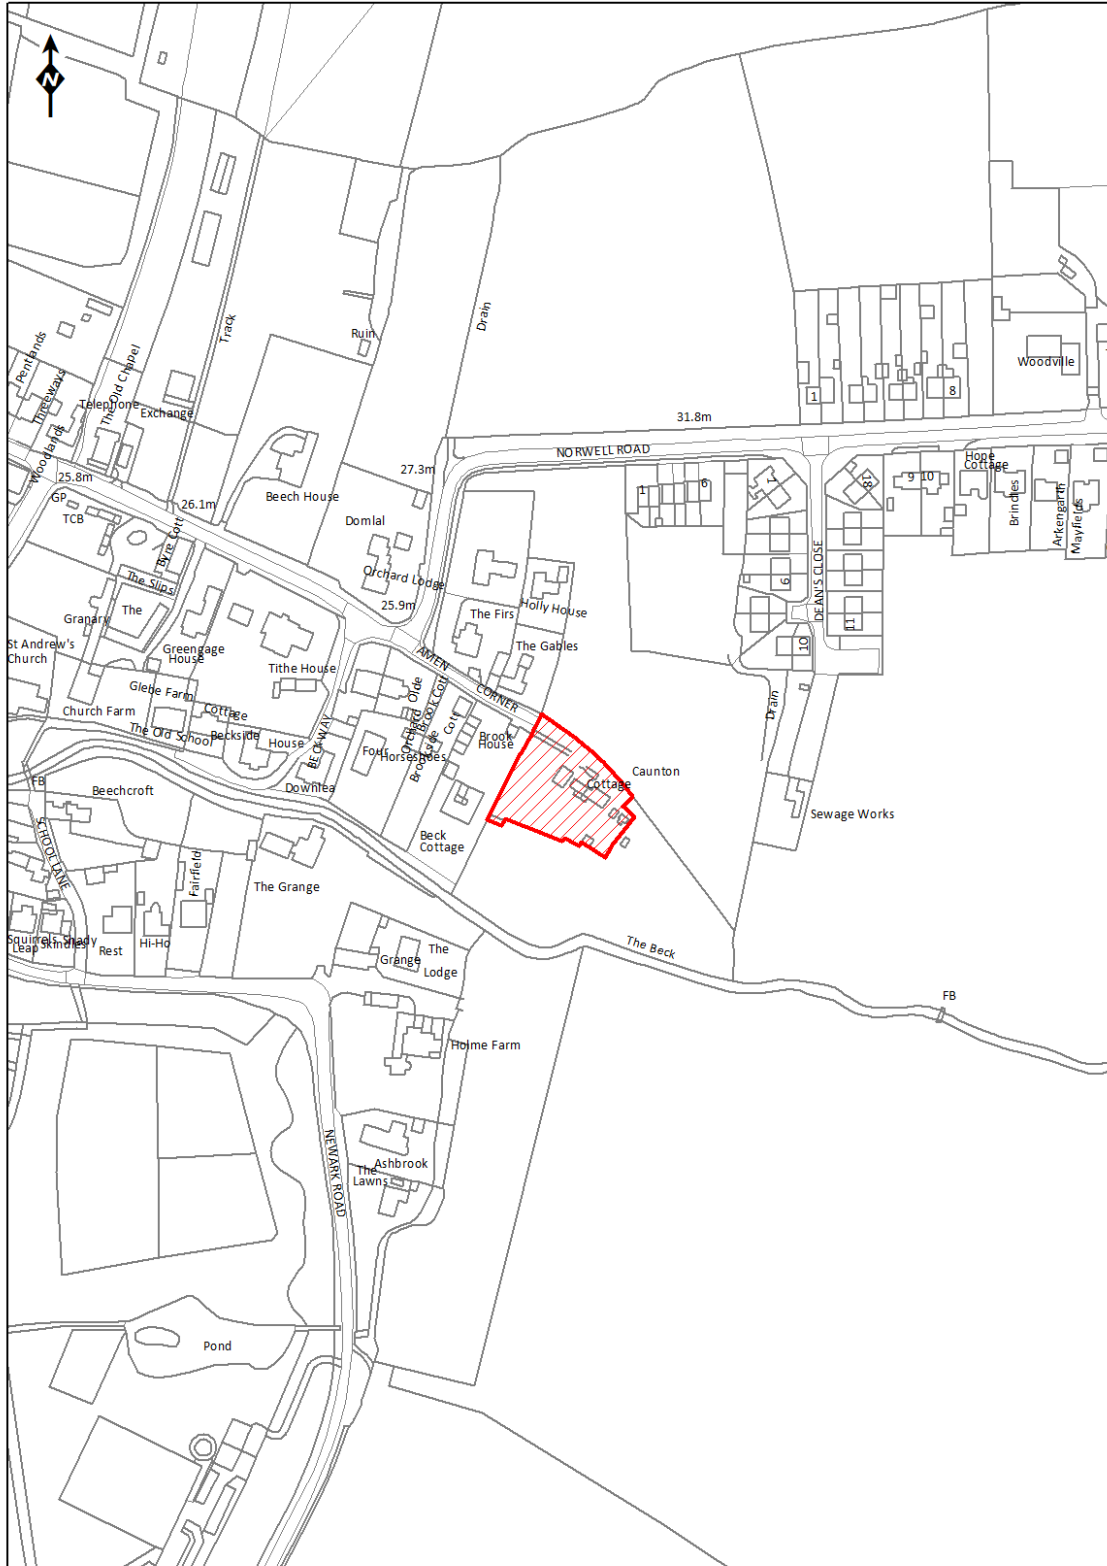 N
Drain
Track
Ruin
Pentlands
Threeways
The Old Chapel
Telephone
Exchange
Woodlands
Woodville
1
8
31.8m
NORWELL ROAD
25.8m
GP
TCB
26.1m
27.3m
Beech House
Domlal
Hope
Cottage
1
6
1
18
9
10
Brindles
Arkengarth
Mayfields
Byre Cott
The Slips
The
Granary
Orchard Lodge
25.9m
The Firs
Holly House
The Gables
DEAN'S CLOSE
6
11
10
St Andrew's
Church
Greengage
House
Tithe House
AMEN
CORNER
Glebe Farm
Church Farm
Cottage
The Old School
Beckside
House
BECKWAY
Four
Horseshoes
Orchard
Olde
Brook Cott
Brookside
Cott
Brook
House
Drain
Caunton
Cottage
Downlea
FB
Beechcroft
Beck
Cottage
Sewage Works
SCHOOL LANE
Fairfield
The Grange
Squirrels
Leap
Shady
Skindles
Rest
Hi-Ho
Grange
The
Lodge
The Beck
FB
Holme Farm
NEWARK ROAD
Ashbrook
The
Lawns
Pond